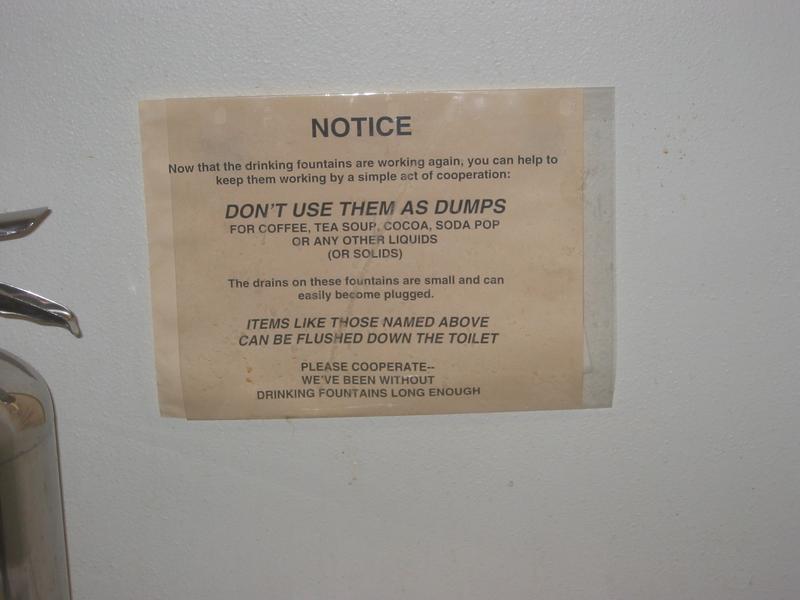 NOTICE
Now that the drinking fountains are working again, you can help to
keep them working by a simple act of cooperation:
DON'T USE THEM AS DUMPS
FOR COFFEE, TEA SOUP, COCOA, SODA POP
OR ANY OTHER LIQUIDS
(OR SOLIDS)
The drains on these fountains are small and can
easily become plugged.
ITEMS LIKE THOSE NAMED ABOVE
CAN BE FLUSHED DOWN THE TOILET
PLEASE COOPERATE--
WE'VE BEEN WITHOUT
DRINKING FOUNTAINS LONG ENOUGH